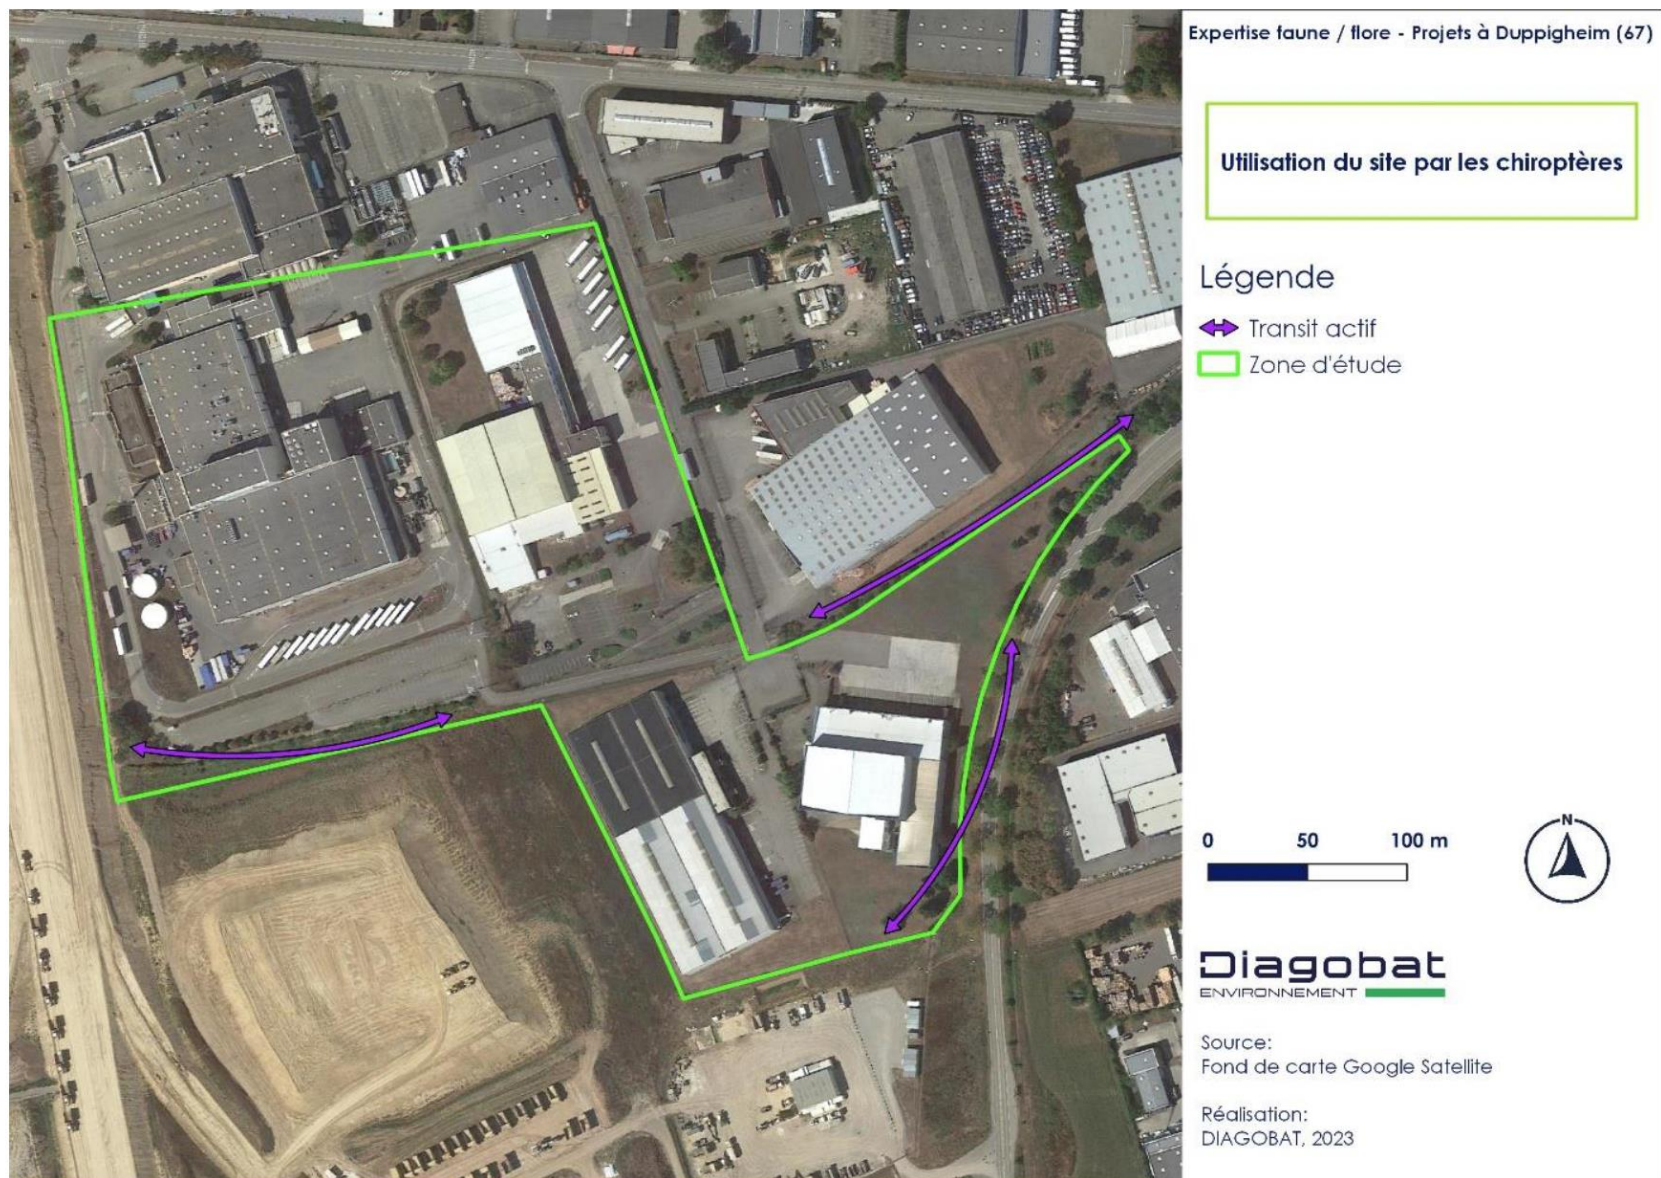 Expertise faune / flore - Projets à Duppigheim (67)
Utilisation du site par les chiroptères
Légende
Transit actif
Zone d'étude
0 50 100 m
N
Diagobat
ENVIRONNEMENT
Source:
Fond de carte Google Satellite
Réalisation:
DIAGOBAT, 2023